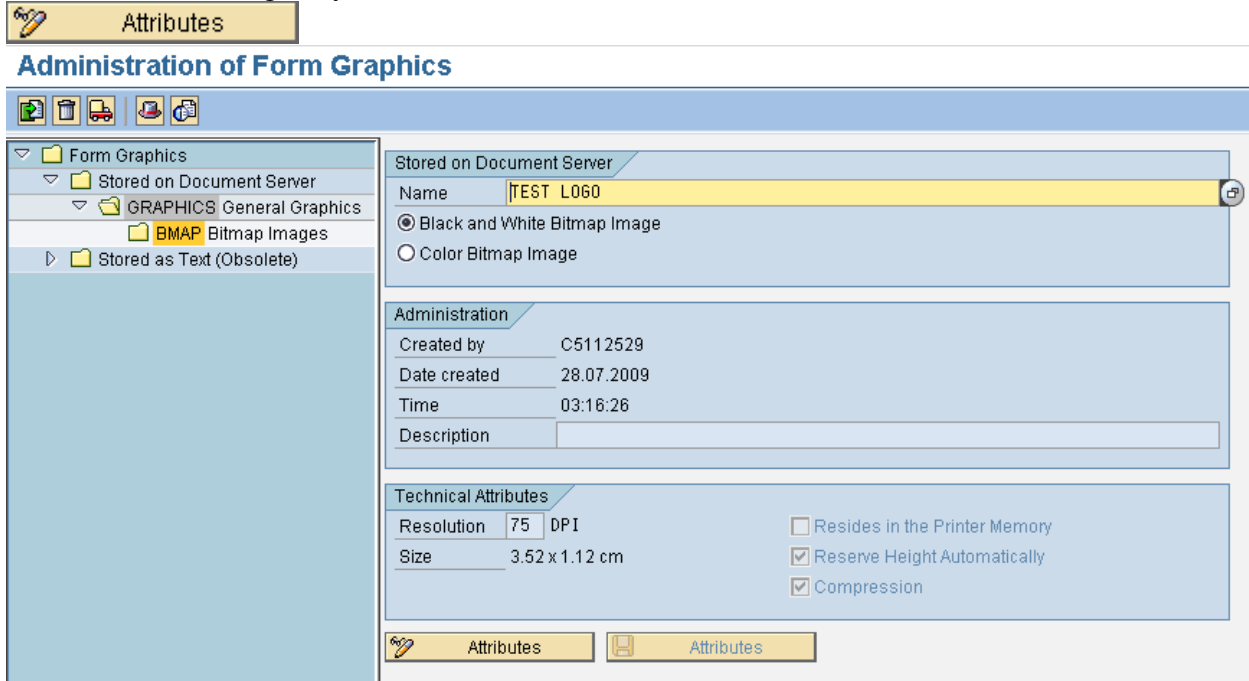 Attributes
Administration of Form Graphics
Form Graphics
Stored on Document Server
GRAPHICS General Graphics
BMAP Bitmap Images
Stored as Text (Obsolete)
Stored on Document Server
Name TEST LOGO
Black and White Bitmap Image
Color Bitmap Image
Administration
Created by C5112529
Date created 28.07.2009
Time 03:16:26
Description
Technical Attributes
Resolution 75 DPI Resides in the Printer Memory
Size 3.52 x 1.12 cm Reserve Height Automatically
Compression
Attributes Attributes